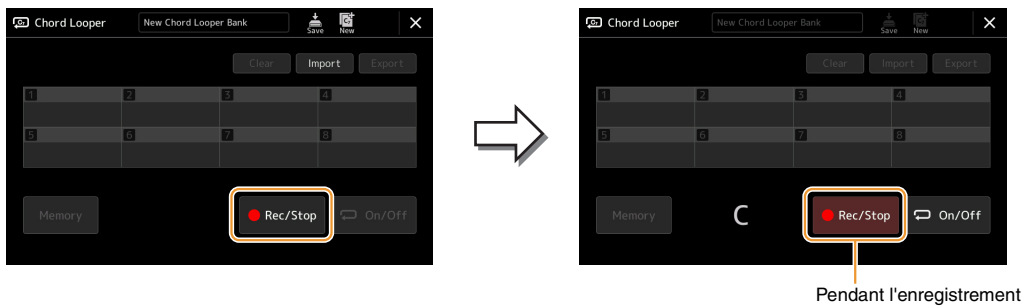 Chord Looper New Chord Looper Bank Save New
Clear Import Export
1 2 3 4
5 6 7 8
Memory Rec/Stop On/Off
Chord Looper New Chord Looper Bank Save New
Clear Import Export
1 2 3 4
5 6 7 8
Memory C Rec/Stop On/Off
Pendant l'enregistrement